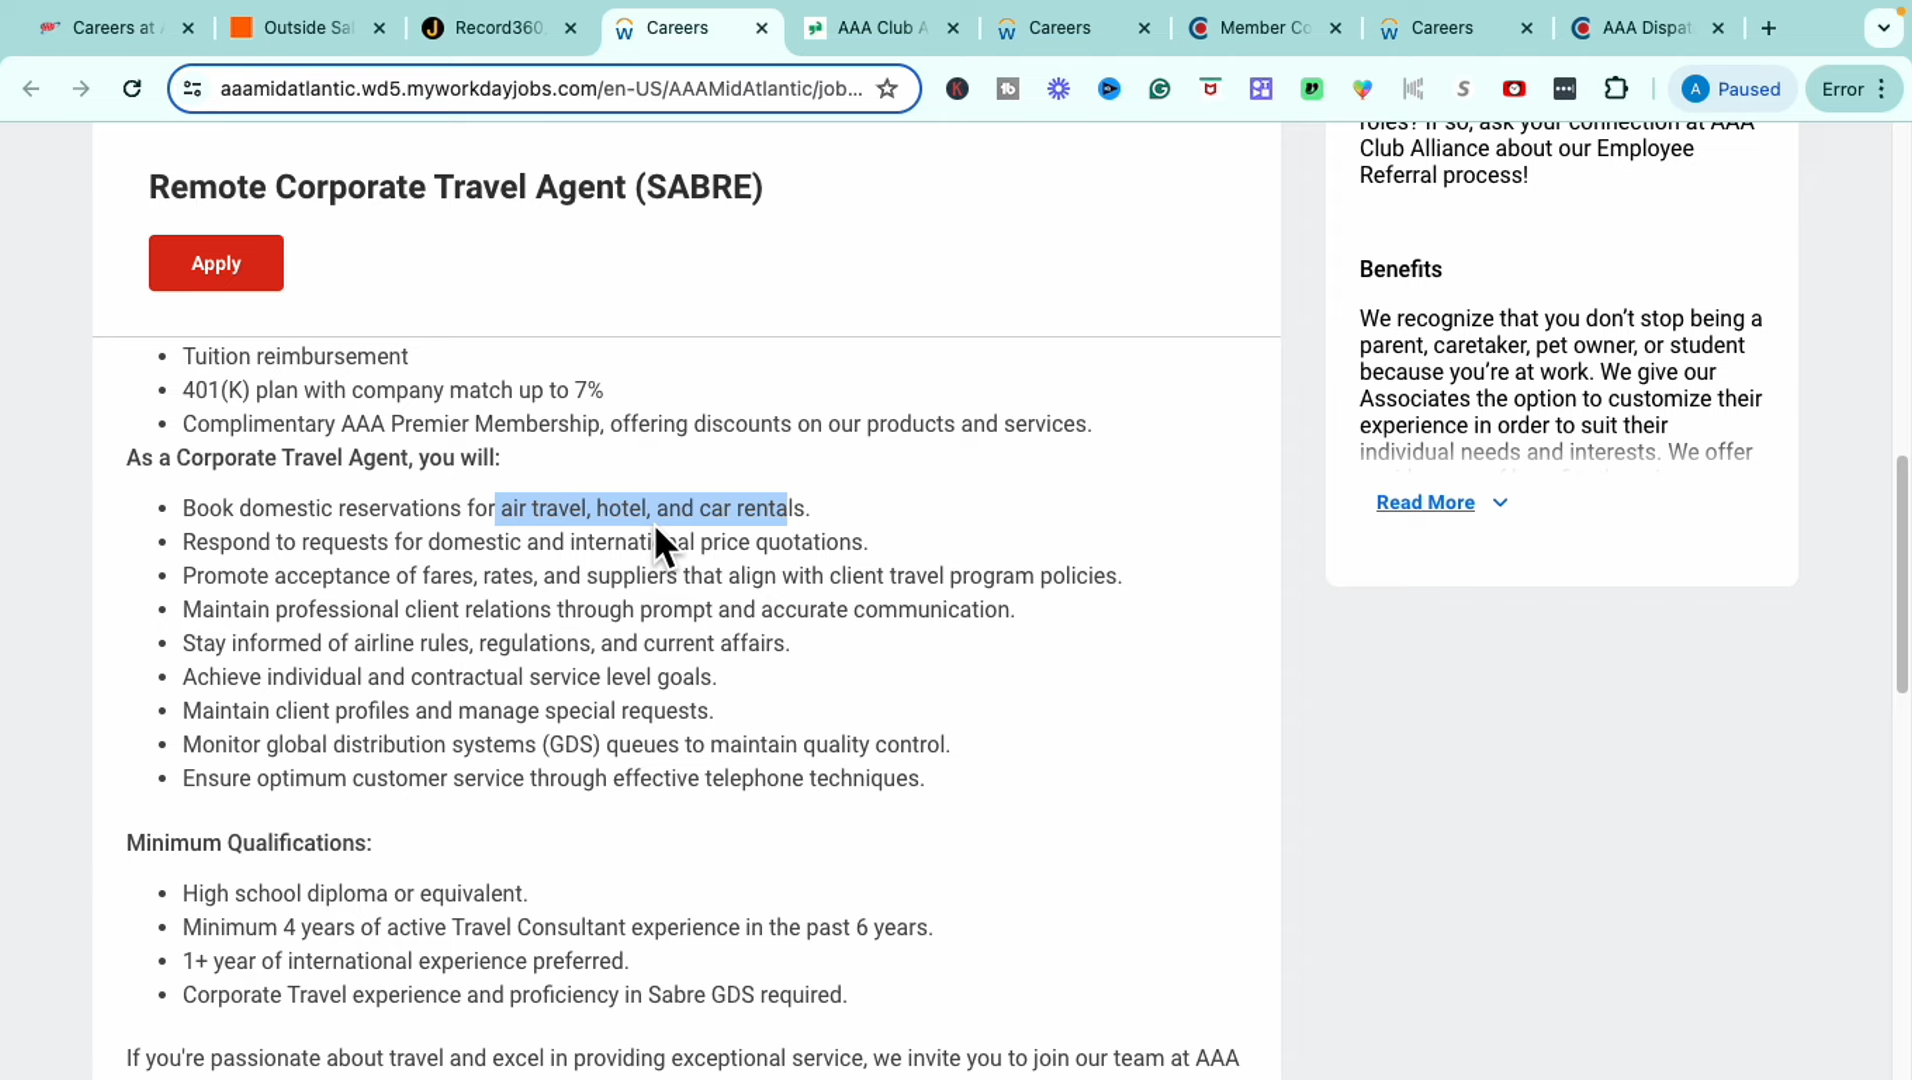 Careers at
Outside Sal
Record360
Careers
AAA Club A
Careers
Member Co
Careers
AAA Dispat
aaamidatlantic.wd5.myworkdayjobs.com/en-US/AAAMidAtlantic/job...
A Paused
Error
Remote Corporate Travel Agent (SABRE)
Apply
• Tuition reimbursement
• 401(K) plan with company match up to 7%
• Complimentary AAA Premier Membership, offering discounts on our products and services.
As a Corporate Travel Agent, you will:
• Book domestic reservations for air travel, hotel, and car rentals.
• Respond to requests for domestic and international price quotations.
• Promote acceptance of fares, rates, and suppliers that align with client travel program policies.
• Maintain professional client relations through prompt and accurate communication.
• Stay informed of airline rules, regulations, and current affairs.
• Achieve individual and contractual service level goals.
• Maintain client profiles and manage special requests.
• Monitor global distribution systems (GDS) queues to maintain quality control.
• Ensure optimum customer service through effective telephone techniques.
Minimum Qualifications:
• High school diploma or equivalent.
• Minimum 4 years of active Travel Consultant experience in the past 6 years.
• 1+ year of international experience preferred.
• Corporate Travel experience and proficiency in Sabre GDS required.
If you're passionate about travel and excel in providing exceptional service, we invite you to join our team at AAA
roles? If so, ask your connection at AAA
Club Alliance about our Employee
Referral process!
Benefits
We recognize that you don’t stop being a
parent, caretaker, pet owner, or student
because you’re at work. We give our
Associates the option to customize their
experience in order to suit their
individual needs and interests. We offer
Read More